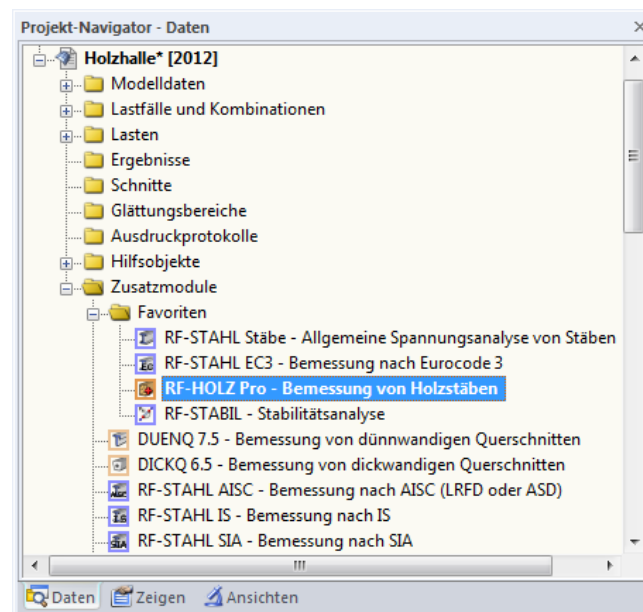 Projekt-Navigator - Daten
Holzhalle* [2012]
Modelldaten
Lastfälle und Kombinationen
Lasten
Ergebnisse
Schnitte
Glättungsbereiche
Ausdruckprotokolle
Hilfsobjekte
Zusatzmodule
Favoriten
RF-STAHL Stäbe - Allgemeine Spannungsanalyse von Stäben
RF-STAHL EC3 - Bemessung nach Eurocode 3
RF-HOLZ Pro - Bemessung von Holzstäben
RF-STABIL - Stabilitätsanalyse
DUENQ 7.5 - Bemessung von dünnwandigen Querschnitten
DICKQ 6.5 - Bemessung von dickwandigen Querschnitten
RF-STAHL AISC - Bemessung nach AISC (LRFD oder ASD)
RF-STAHL IS - Bemessung nach IS
RF-STAHL SIA - Bemessung nach SIA
Daten Zeigen Ansichten